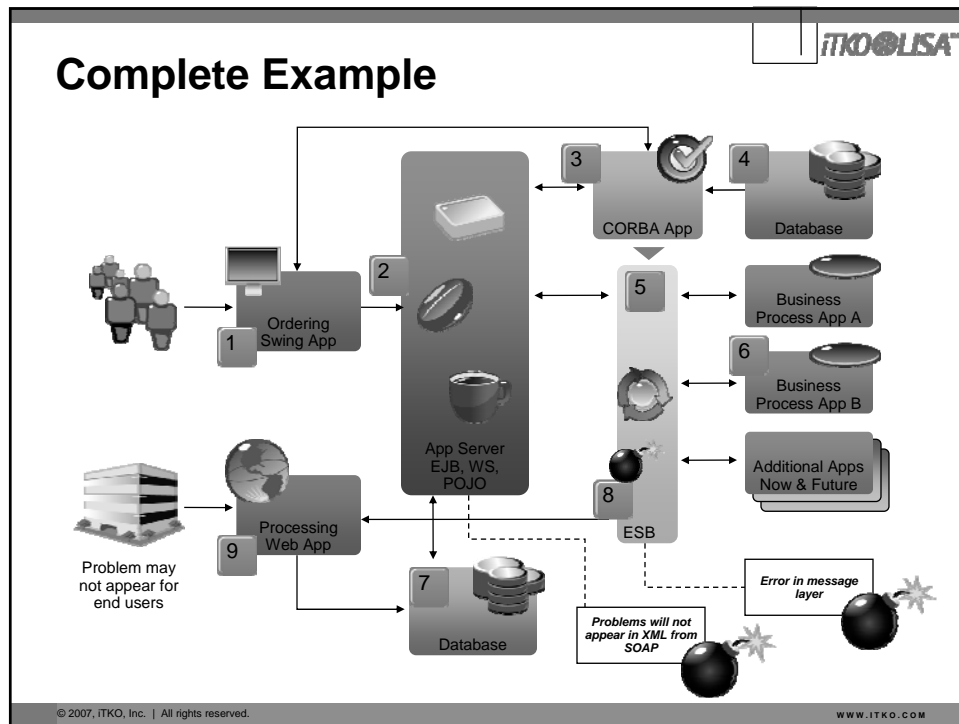 iTKO LISA™
Complete Example
3
4
CORBA App
Database
2
5
1
Ordering
Swing App
Business
Process App A
6
Business
Process App B
App Server
EJB, WS,
POJO
Additional Apps
Now & Future
8
ESB
9
Processing
Web App
Problem may
not appear for
end users
7
Database
Error in message
layer
Problems will not
appear in XML from
SOAP
© 2007, iTKO, Inc. | All rights reserved.
WWW.ITKO.COM